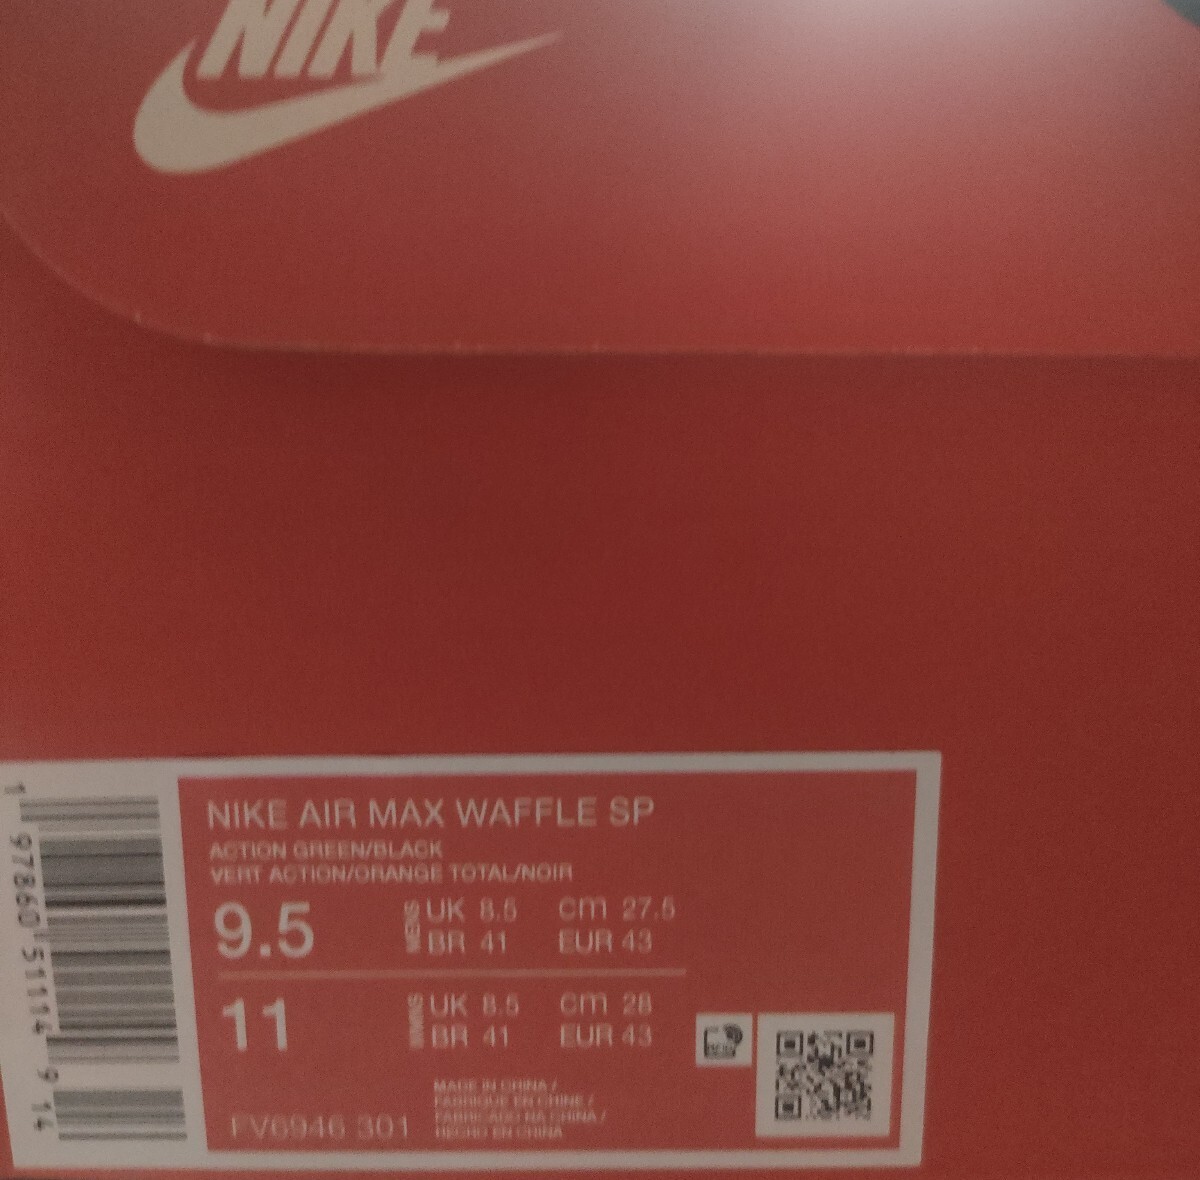 NIKE
NIKE AIR MAX WAFFLE SP
ACTION GREEN/BLACK
VERT ACTION/ORANGE TOTAL/NOIR
9.5 MENS UK 8.5 cm 27.5
BR 41 EUR 43
11 WMNS UK 8.5 cm 28
BR 41 EUR 43
MADE IN CHINA /
FABRIQUE EN CHINE /
FABRICADO NA CHINA /
HECHO EN CHINA
FV6946 301
1 97860 51114 9 14